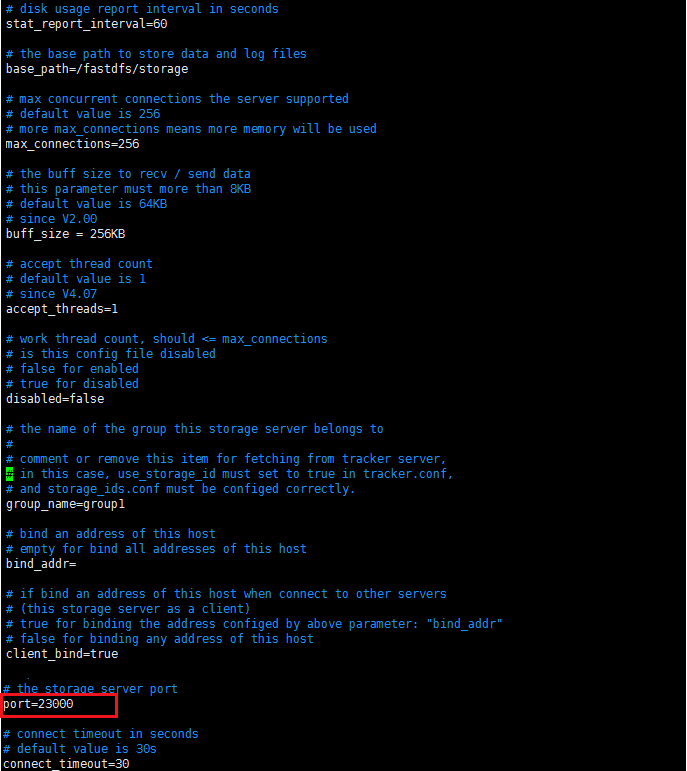 # disk usage report interval in seconds
stat_report_interval=60
# the base path to store data and log files
base_path=/fastdfs/storage
# max concurrent connections the server supported
# default value is 256
# more max_connections means more memory will be used
max_connections=256
# the buff size to recv / send data
# this parameter must more than 8KB
# default value is 64KB
# since V2.00
buff_size = 256KB
# accept thread count
# default value is 1
# since V4.07
accept_threads=1
# work thread count, should <= max_connections
# is this config file disabled
# false for enabled
# true for disabled
disabled=false
# the name of the group this storage server belongs to
#
# comment or remove this item for fetching from tracker server,
# in this case, use_storage_id must set to true in tracker.conf,
# and storage_ids.conf must be configed correctly.
group_name=group1
# bind an address of this host
# empty for bind all addresses of this host
bind_addr=
# if bind an address of this host when connect to other servers
# (this storage server as a client)
# true for binding the address configed by above parameter: "bind_addr"
# false for binding any address of this host
client_bind=true
# the storage server port
port=23000
# connect timeout in seconds
# default value is 30s
connect_timeout=30